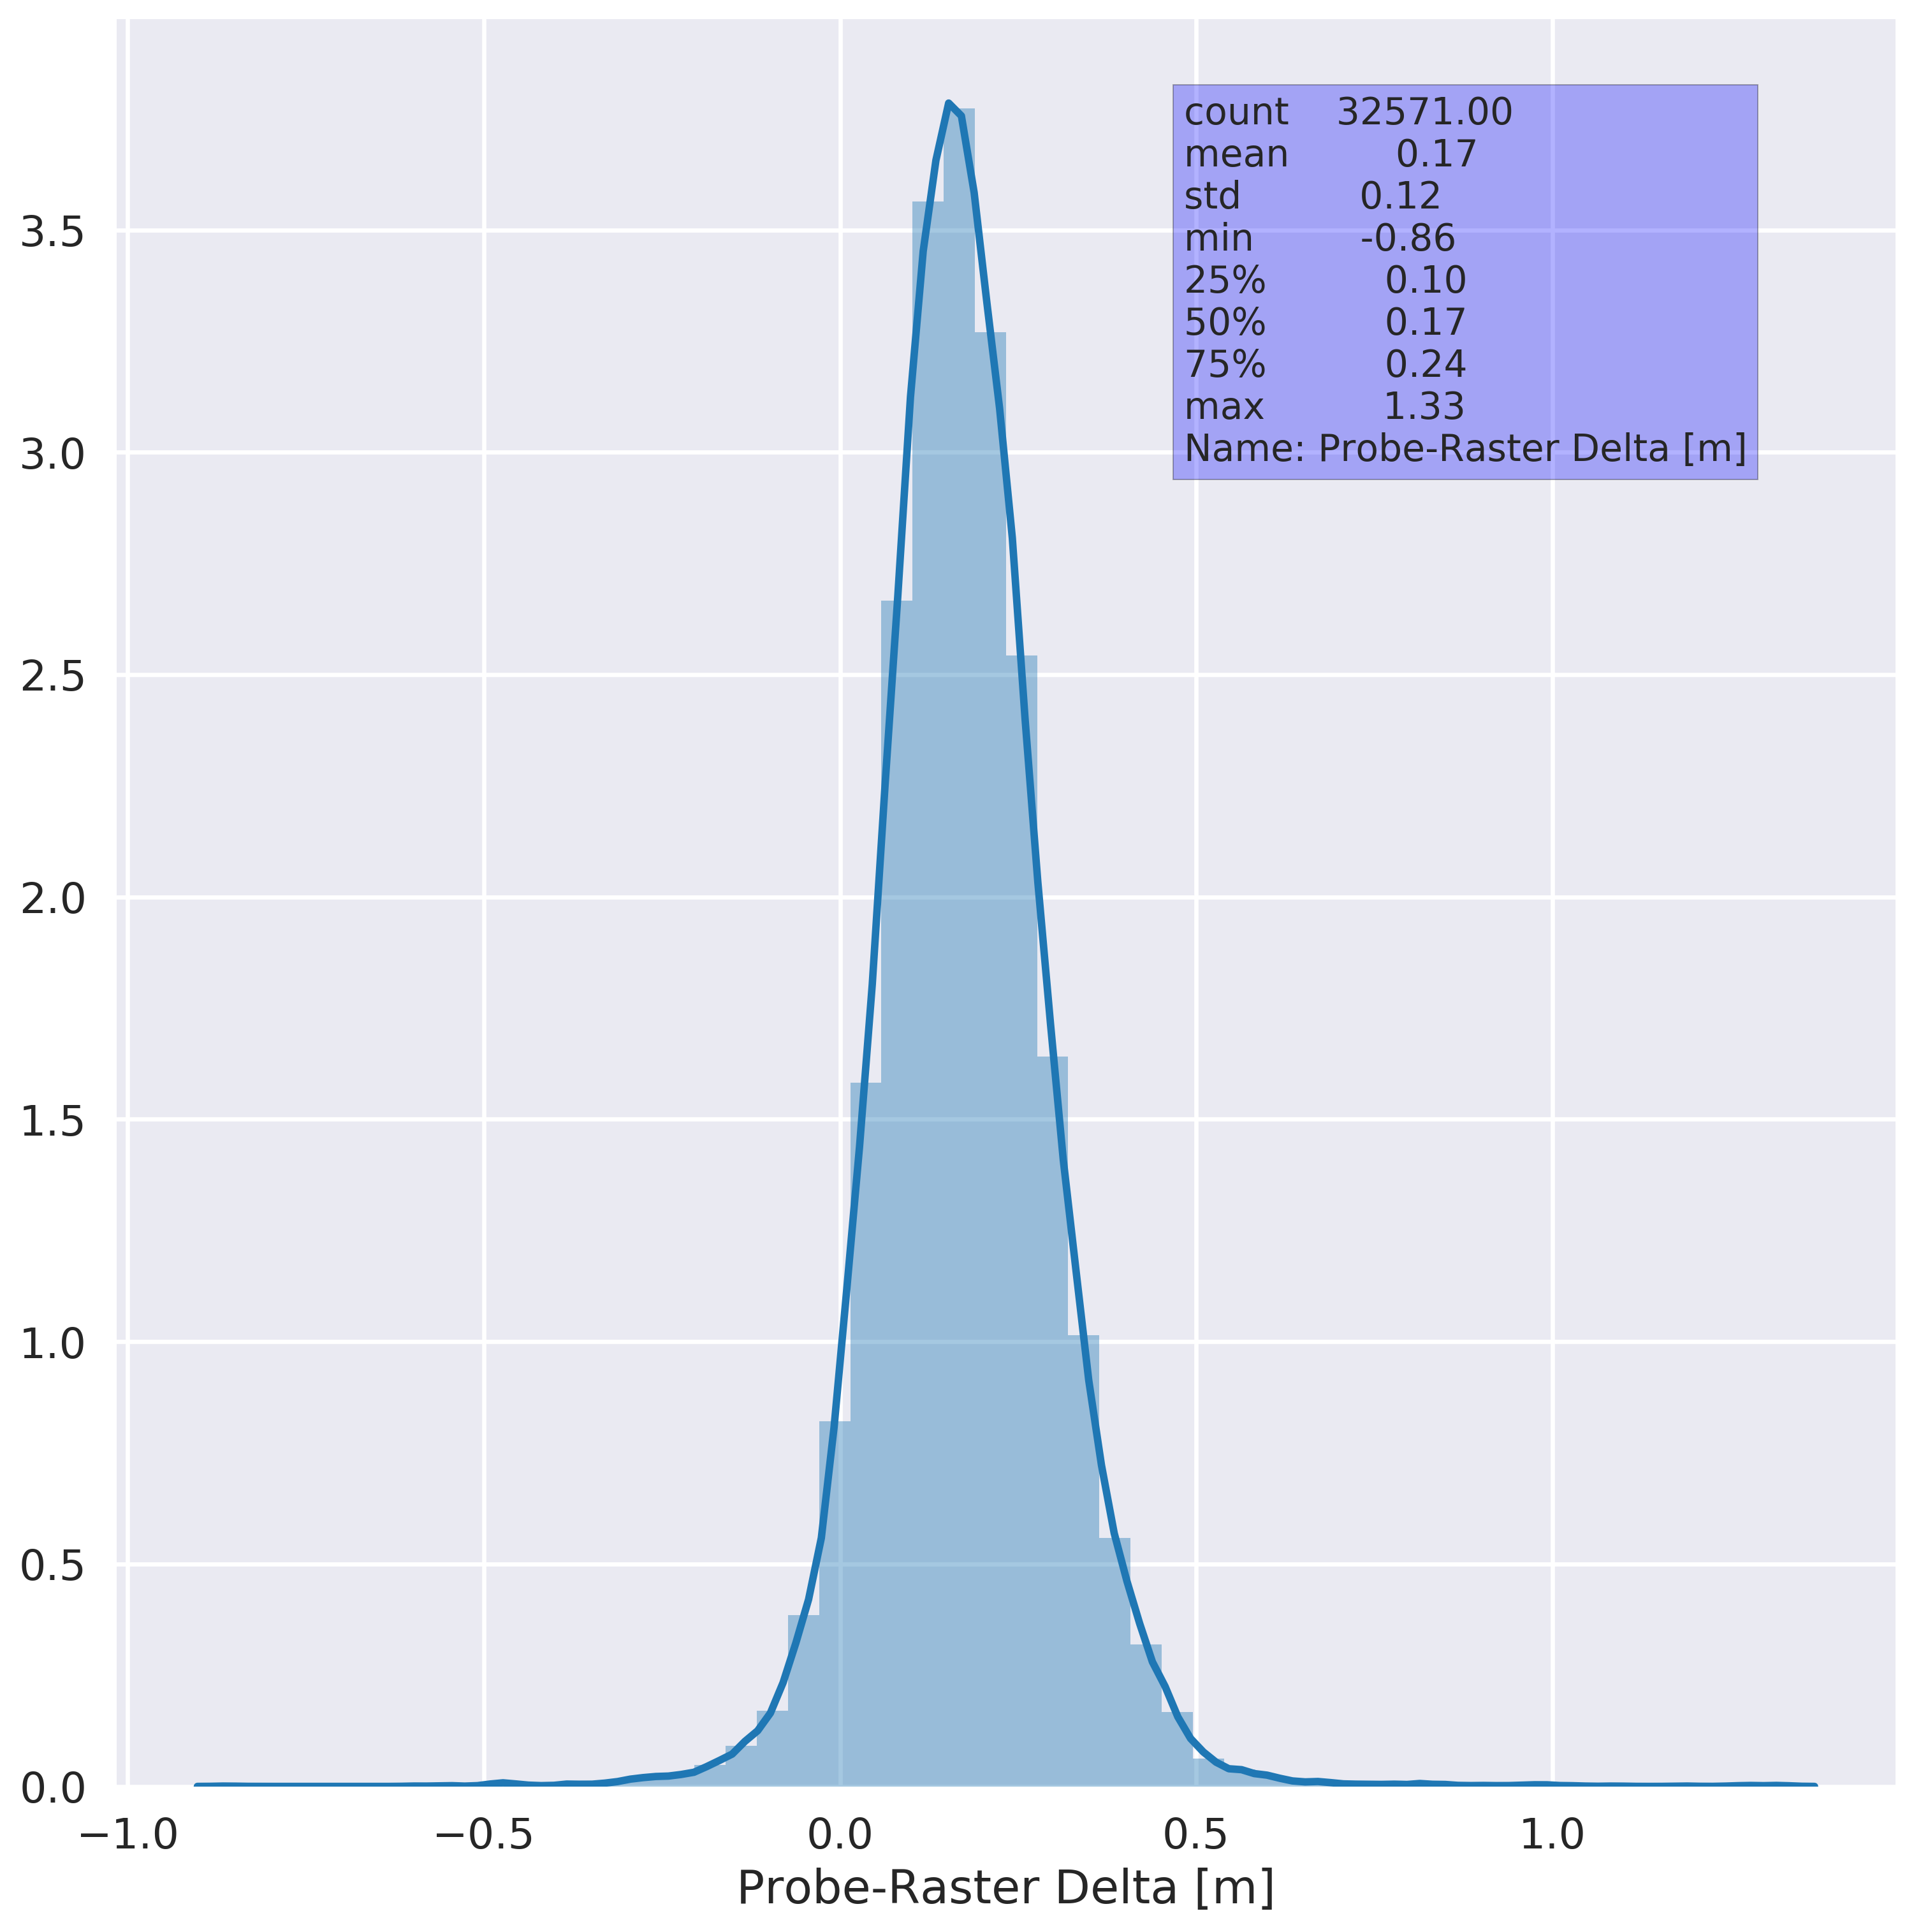 count 32571.00
mean 0.17
std 0.12
min -0.86
25% 0.10
50% 0.17
75% 0.24
max 1.33
Name: Probe-Raster Delta [m]
3.5
3.0
2.5
2.0
1.5
1.0
0.5
0.0
−1.0 −0.5 0.0 0.5 1.0
Probe-Raster Delta [m]